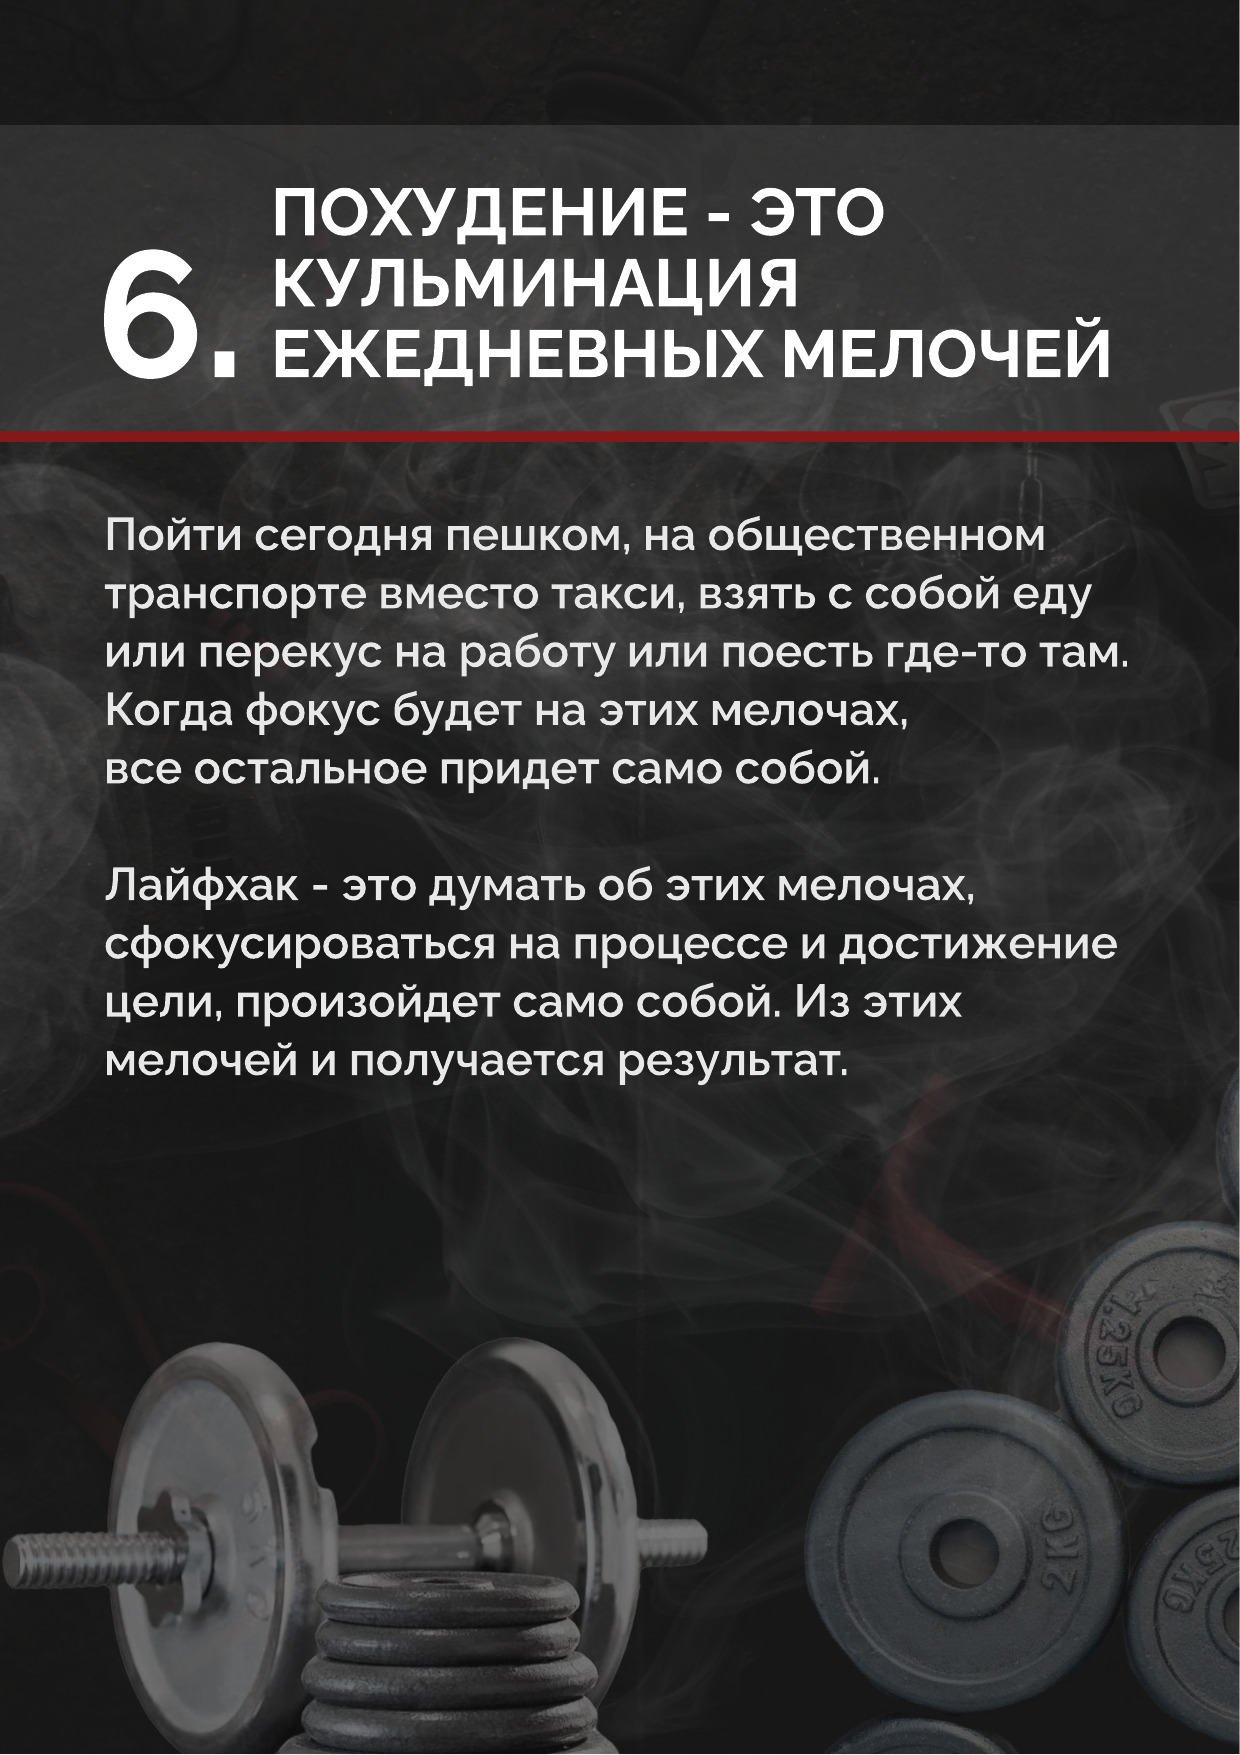 6.
ПОХУДЕНИЕ - ЭТО
КУЛЬМИНАЦИЯ
ЕЖЕДНЕВНЫХ МЕЛОЧЕЙ
Пойти сегодня пешком, на общественном
транспорте вместо такси, взять с собой еду
или перекус на работу или поесть где-то там.
Когда фокус будет на этих мелочах,
все остальное придет само собой.
Лайфхак - это думать об этих мелочах,
сфокусироваться на процессе и достижение
цели, произойдет само собой. Из этих
мелочей и получается результат.
1.25KG
2KG
25KG